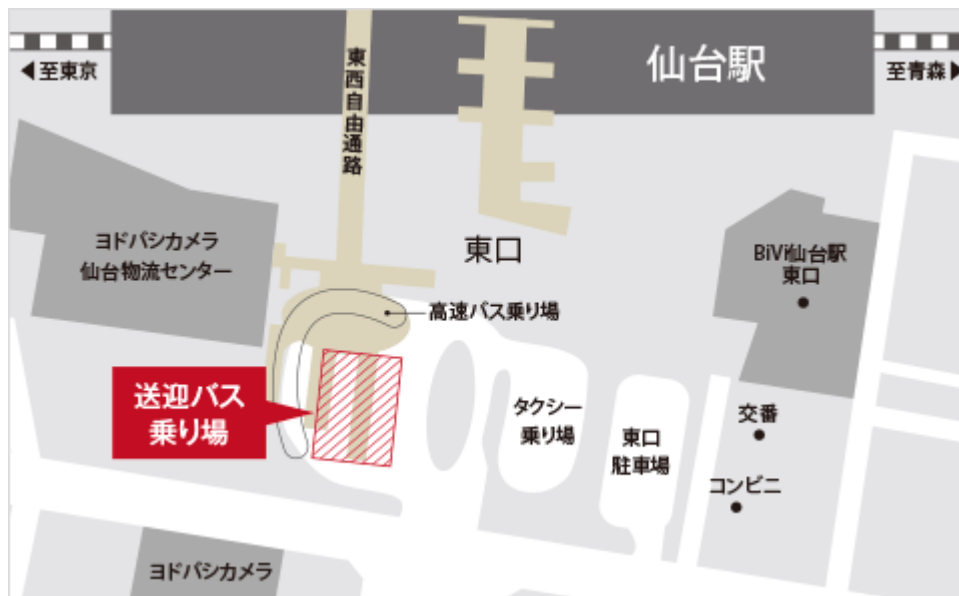 仙台駅
◀至東京
至青森▶
東西自由通路
ヨドバシカメラ
仙台物流センター
東口
BiVi仙台駅
東口
高速バス乗り場
送迎バス
乗り場
タクシー
乗り場
東口
駐車場
交番
コンビニ
ヨドバシカメラ